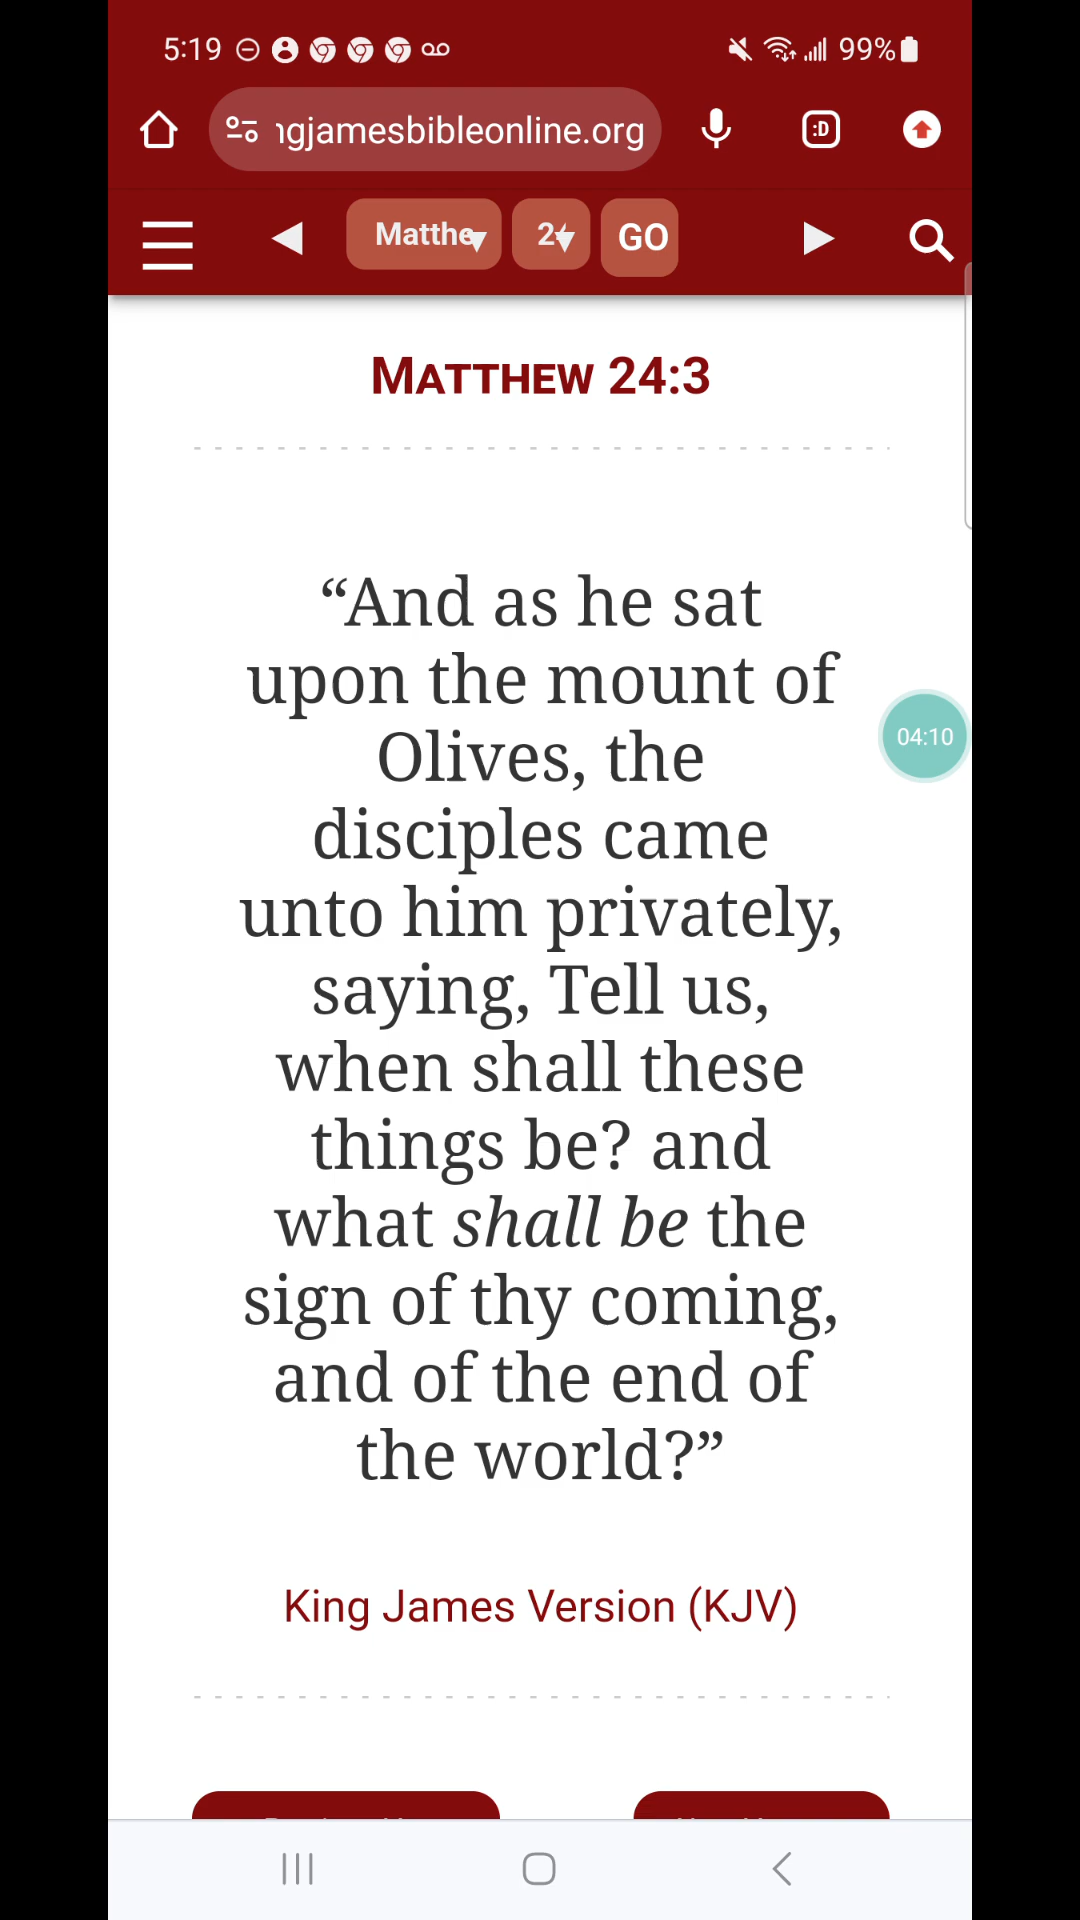 5:19 99%
ngjamesbibleonline.org :D
Matthe 24 GO
MATTHEW 24:3
“And as he sat
upon the mount of
Olives, the
04:10
disciples came
unto him privately,
saying, Tell us,
when shall these
things be? and
what shall be the
sign of thy coming,
and of the end of
the world?”
King James Version (KJV)